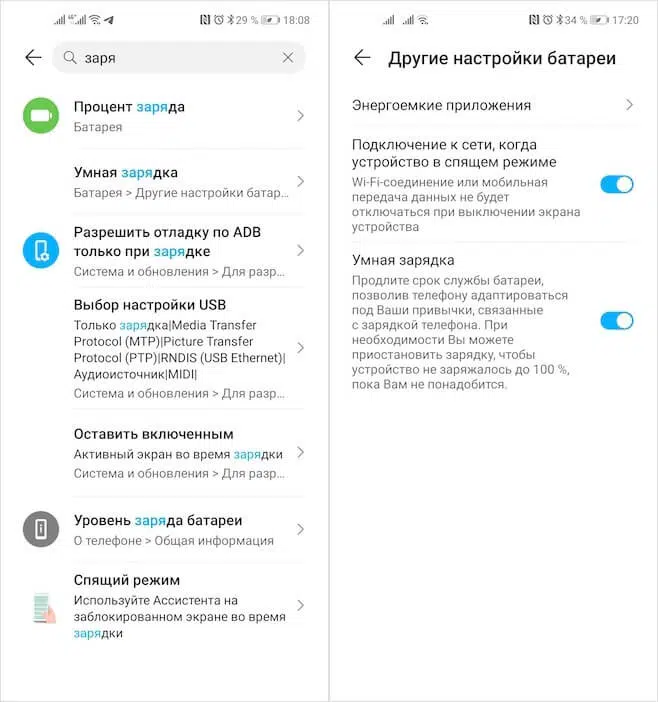 29 % 18:08
заря
Процент заряда
Батарея
Умная зарядка
Батарея > Другие настройки батар...
Разрешить отладку по ADB
только при зарядке
Система и обновления > Для разр...
Выбор настройки USB
Только зарядка|Media Transfer
Protocol (MTP)|Picture Transfer
Protocol (PTP)|RNDIS (USB Ethernet)|
Аудиоисточник|MIDI|
Система и обновления > Для разр...
Оставить включенным
Активный экран во время зарядки
Система и обновления > Для разр...
Уровень заряда батареи
О телефоне > Общая информация
Спящий режим
Используйте Ассистента на
заблокированном экране во время
зарядки
34 % 17:20
Другие настройки батареи
Энергоемкие приложения
Подключение к сети, когда
устройство в спящем режиме
Wi-Fi-соединение или мобильная
передача данных не будет
отключаться при выключении экрана
устройства
Умная зарядка
Продлите срок службы батареи,
позволив телефону адаптироваться
под Ваши привычки, связанные
с зарядкой телефона. При
необходимости Вы можете
приостановить зарядку, чтобы
устройство не заряжалось до 100 %,
пока Вам не понадобится.